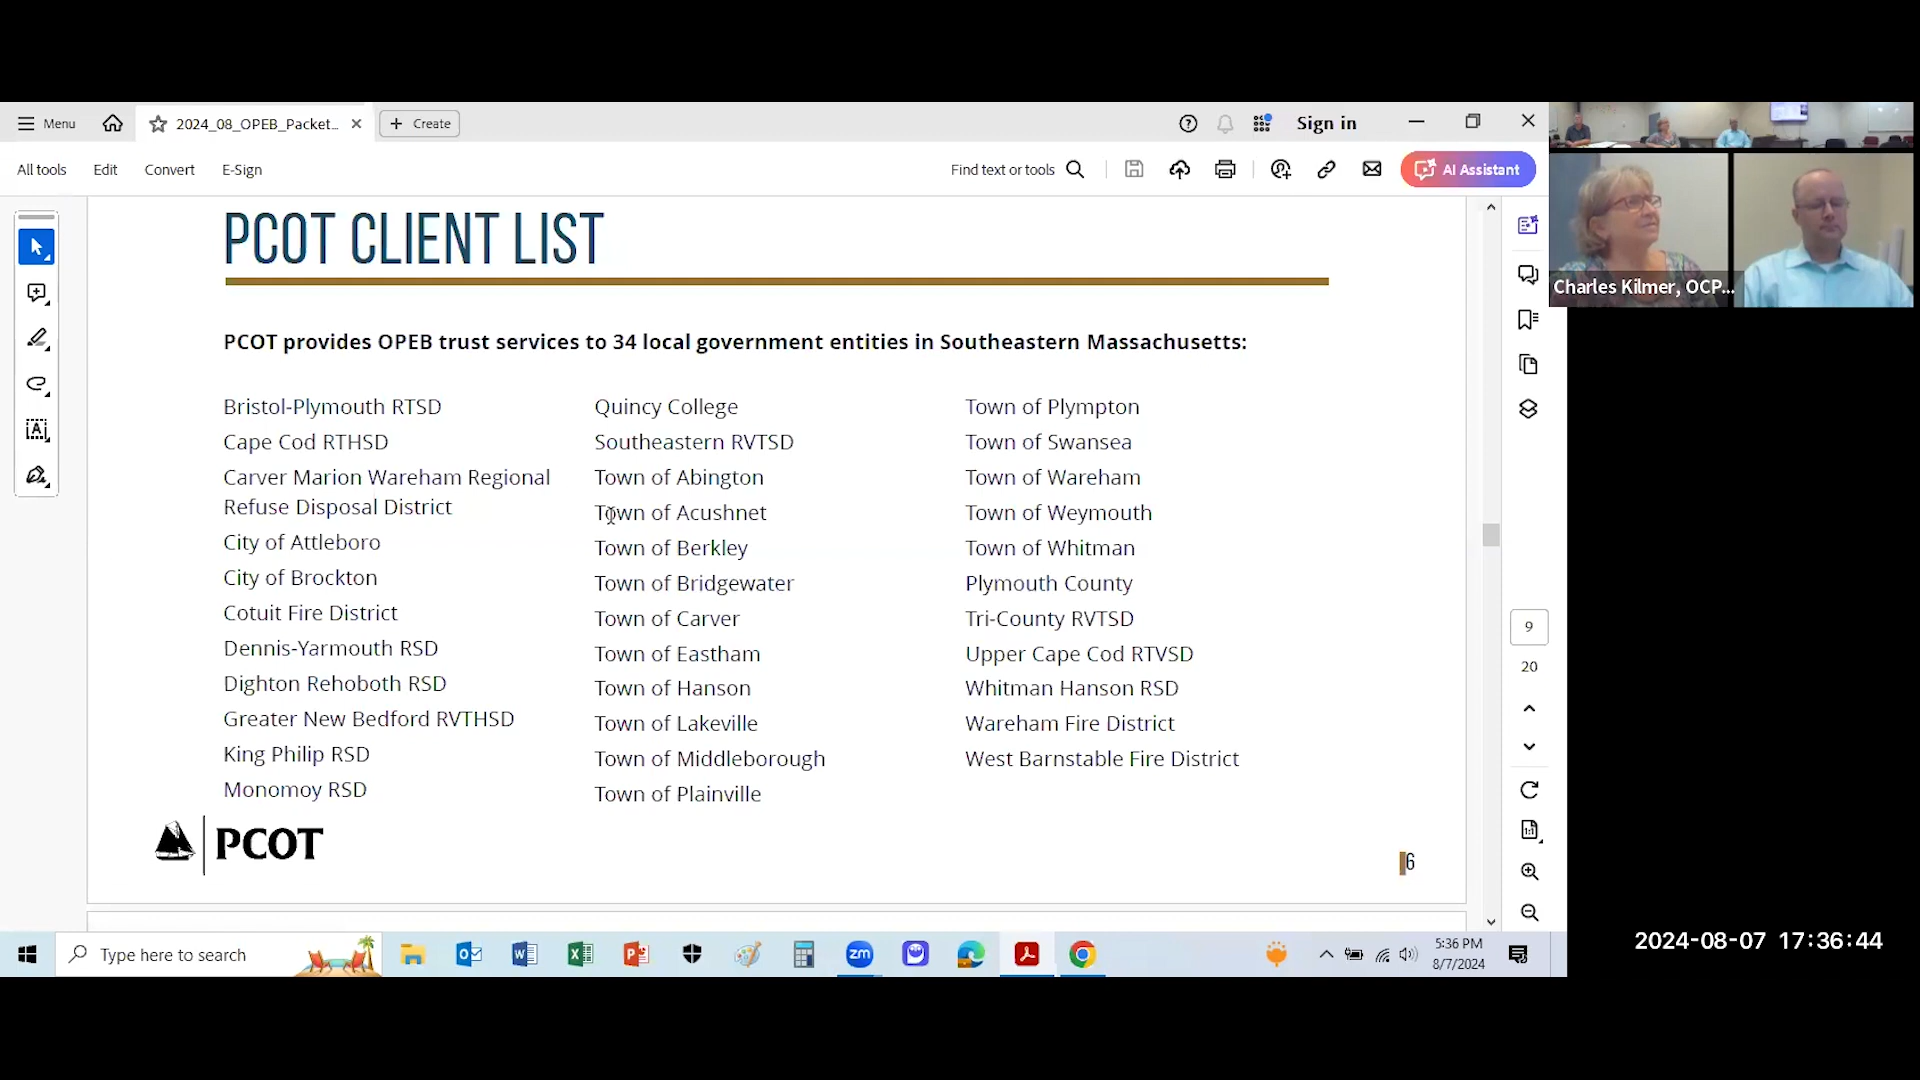 Menu
2024_08_OPEB_Packet...
Create
Sign in
All tools
Edit
Convert
E-Sign
Find text or tools
AI Assistant
PCOT CLIENT LIST
PCOT provides OPEB trust services to 34 local government entities in Southeastern Massachusetts:
Bristol-Plymouth RTSD
Cape Cod RTHSD
Carver Marion Wareham Regional
Refuse Disposal District
City of Attleboro
City of Brockton
Cotuit Fire District
Dennis-Yarmouth RSD
Dighton Rehoboth RSD
Greater New Bedford RVTHSD
King Philip RSD
Monomoy RSD
Quincy College
Southeastern RVTSD
Town of Abington
Town of Acushnet
Town of Berkley
Town of Bridgewater
Town of Carver
Town of Eastham
Town of Hanson
Town of Lakeville
Town of Middleborough
Town of Plainville
Town of Plympton
Town of Swansea
Town of Wareham
Town of Weymouth
Town of Whitman
Plymouth County
Tri-County RVTSD
Upper Cape Cod RTVSD
Whitman Hanson RSD
Wareham Fire District
West Barnstable Fire District
PCOT
6
9
20
Charles Kilmer, OCP...
Type here to search
5:36 PM
8/7/2024
2024-08-07 17:36:44